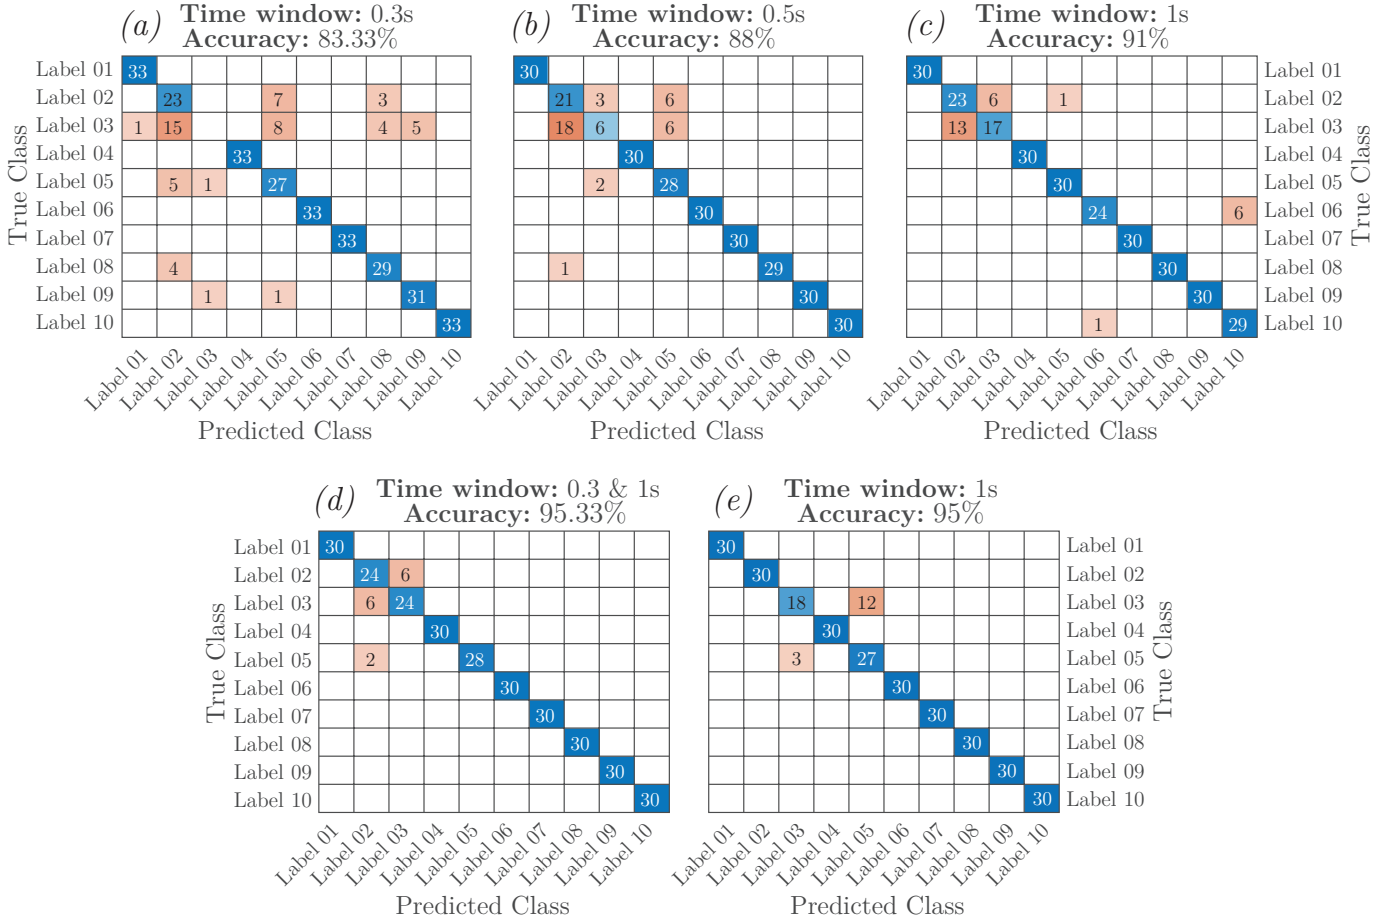 (a) Time window: 0.3s
Accuracy: 83.33%
Label 01 33
Label 02 23 7 3
Label 03 1 15 8 4 5
Label 04 33
Label 05 5 1 27
Label 06 33
Label 07 33
Label 08 4 29
Label 09 1 1 31
Label 10 33
True Class
Label 01 Label 02 Label 03 Label 04 Label 05 Label 06 Label 07 Label 08 Label 09 Label 10
Predicted Class
(b) Time window: 0.5s
Accuracy: 88%
30
21 3 6
18 6 6
30
2 28
30
30
1 29
30
30
Label 01 Label 02 Label 03 Label 04 Label 05 Label 06 Label 07 Label 08 Label 09 Label 10
Predicted Class
(c) Time window: 1s
Accuracy: 91%
30 Label 01
23 6 1 Label 02
13 17 Label 03
30 Label 04
30 Label 05
24 6 Label 06
30 Label 07
30 Label 08
30 Label 09
1 29 Label 10
True Class
Label 01 Label 02 Label 03 Label 04 Label 05 Label 06 Label 07 Label 08 Label 09 Label 10
Predicted Class
(d) Time window: 0.3 & 1s
Accuracy: 95.33%
Label 01 30
Label 02 24 6
Label 03 6 24
Label 04 30
Label 05 2 28
Label 06 30
Label 07 30
Label 08 30
Label 09 30
Label 10 30
True Class
Label 01 Label 02 Label 03 Label 04 Label 05 Label 06 Label 07 Label 08 Label 09 Label 10
Predicted Class
(e) Time window: 1s
Accuracy: 95%
30 Label 01
30 Label 02
18 12 Label 03
30 Label 04
3 27 Label 05
30 Label 06
30 Label 07
30 Label 08
30 Label 09
30 Label 10
True Class
Label 01 Label 02 Label 03 Label 04 Label 05 Label 06 Label 07 Label 08 Label 09 Label 10
Predicted Class